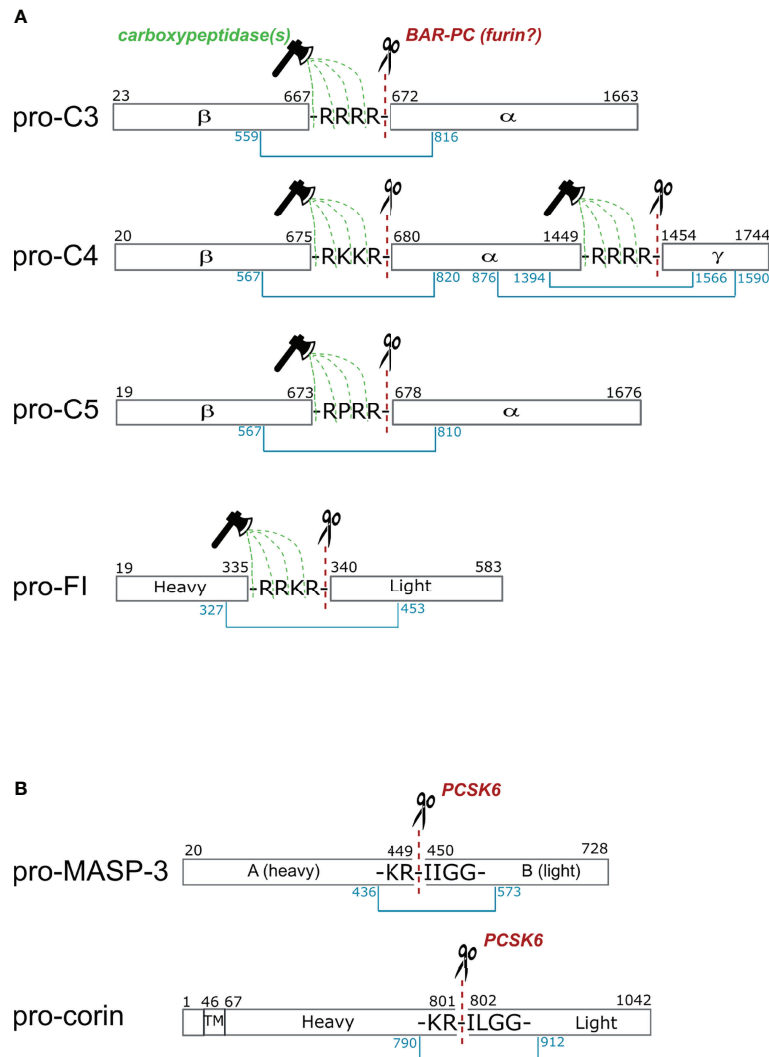 A
carboxypeptidase(s) BAR-PC (furin?)
23 667 672 1663
pro-C3 β -RRRR- α
559 816
20 675 680 1449 1454 1744
pro-C4 β -RKKR- α -RRRR- γ
567 820 876 1394 1566 1590
19 673 678 1676
pro-C5 β -RPRR- α
567 810
19 335 340 583
pro-FI Heavy -RRKR- Light
327 453
B
PCSK6
20 449 450 728
pro-MASP-3 A (heavy) -KR-IIGG- B (light)
436 573
PCSK6
1 46 67 801 802 1042
pro-corin TM Heavy -KR-ILGG- Light
790 912